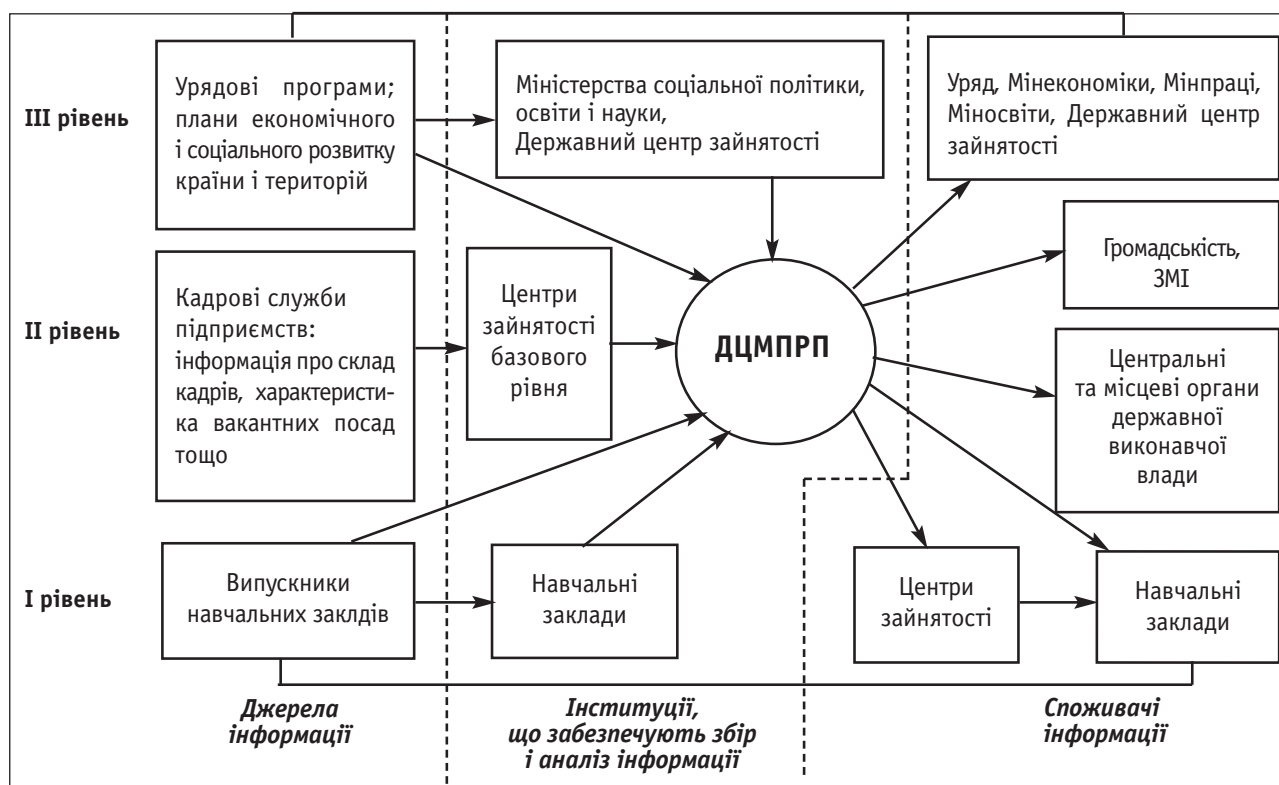 III рівень
Урядові програми;
плани економічного
і соціального розвитку
країни і територій
Міністерства соціальної політики,
освіти і науки,
Державний центр зайнятості
Уряд, Мінекономіки, Мінпраці,
Міносвіти, Державний центр
зайнятості
Громадськість,
ЗМІ
II рівень
Кадрові служби
підприємств:
інформація про склад
кадрів, характеристи-
ка вакантних посад
тощо
Центри
зайнятості
базового
рівня
ДЦМПРП
Центральні
та місцеві органи
державної
виконавчої
влади
I рівень
Випускники
навчальних заклдів
Навчальні
заклади
Центри
зайнятості
Навчальні
заклади
Джерела
інформації
Інституції,
що забезпечують збір
і аналіз інформації
Споживачі
інформації